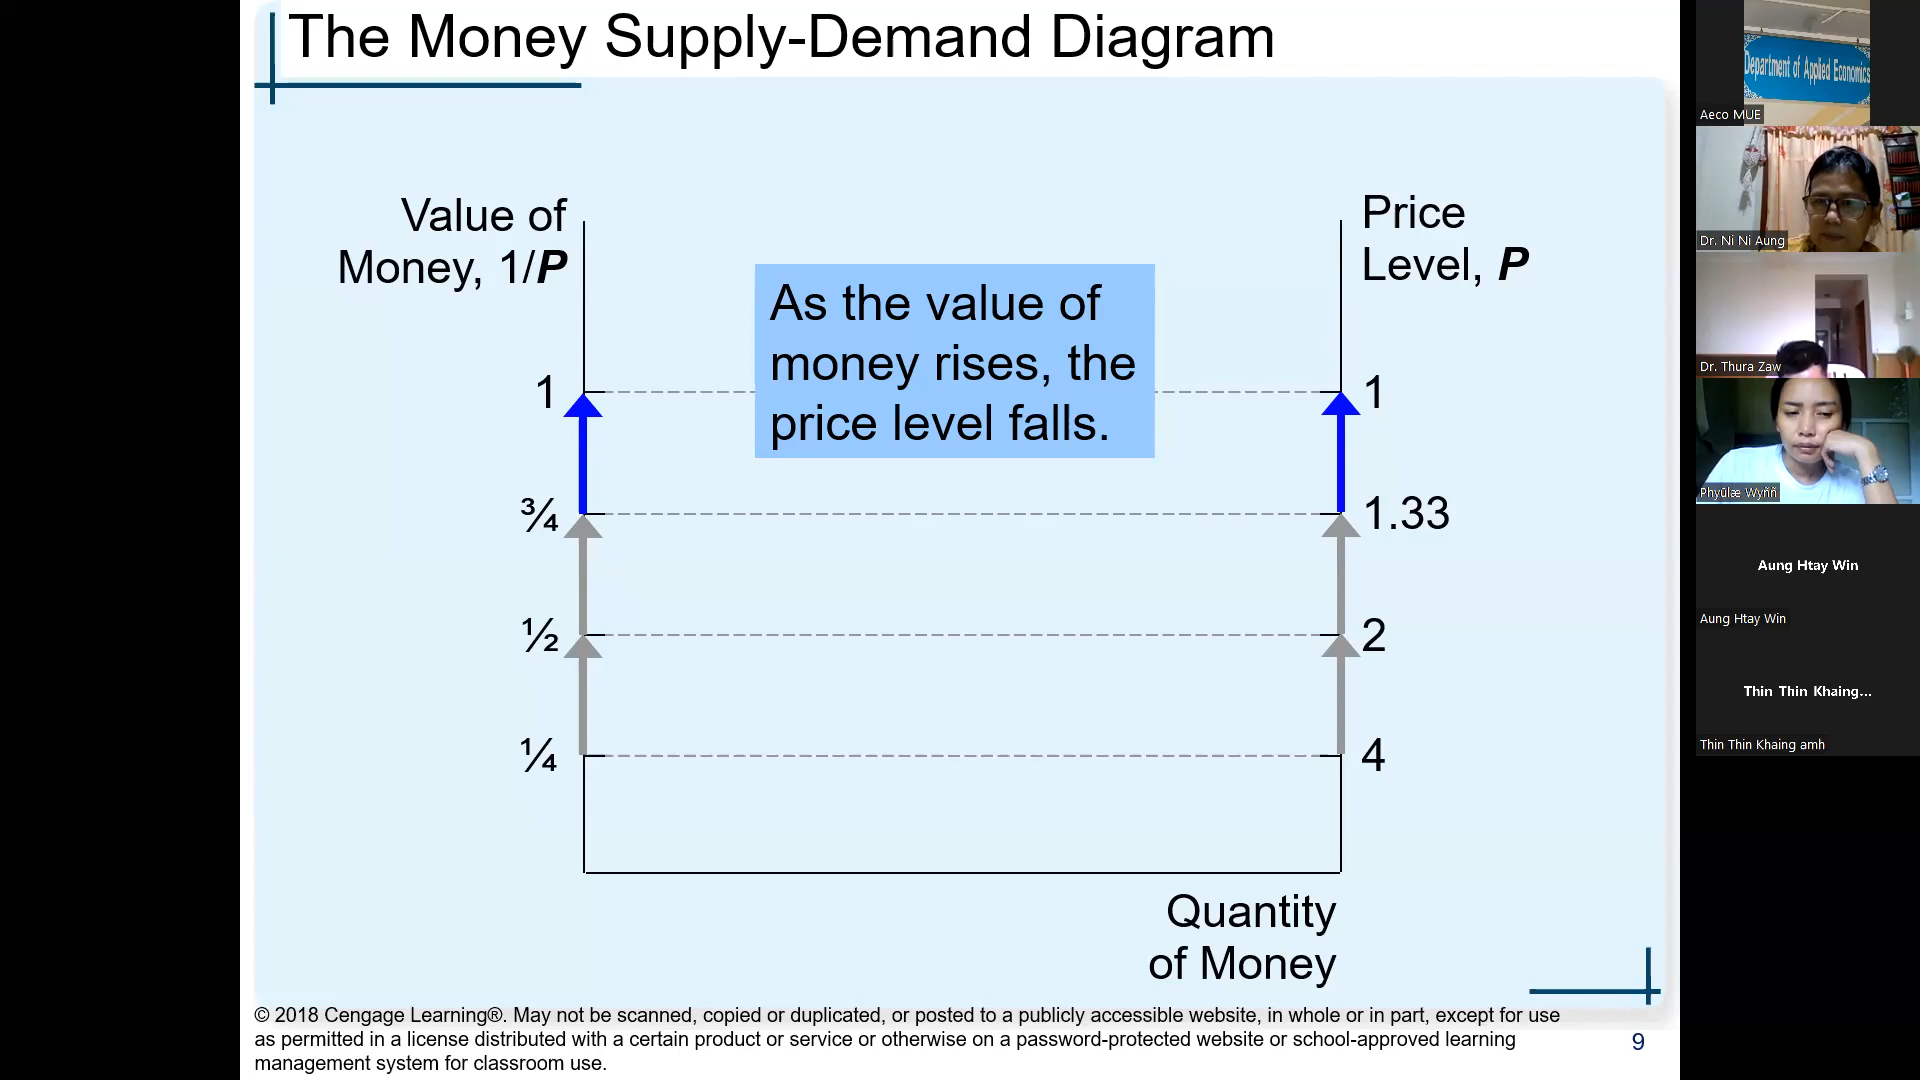 The Money Supply-Demand Diagram
Value of
Money, 1/P
Price
Level, P
As the value of
money rises, the
price level falls.
1
1
¾
1.33
½
2
¼
4
Quantity
of Money
© 2018 Cengage Learning®. May not be scanned, copied or duplicated, or posted to a publicly accessible website, in whole or in part, except for use
as permitted in a license distributed with a certain product or service or otherwise on a password-protected website or school-approved learning
management system for classroom use.
9
Department of Applied Economics
Aeco MUE
Dr. Ni Ni Aung
Dr. Thura Zaw
Phyūlæ Wyññ
Aung Htay Win
Aung Htay Win
Thin Thin Khaing...
Thin Thin Khaing amh